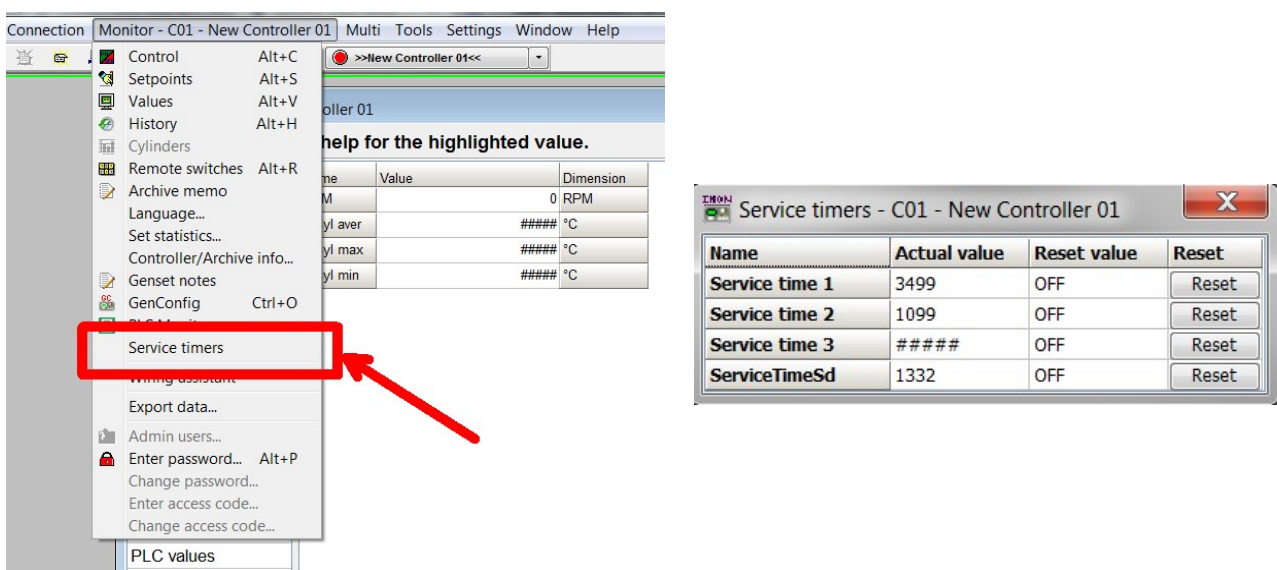 Connection Monitor - C01 - New Controller 01 Multi Tools Settings Window Help
>>New Controller 01<<
Control Alt+C
Setpoints Alt+S
Values Alt+V
History Alt+H
Cylinders
Remote switches Alt+R
Archive memo
Language...
Set statistics...
Controller/Archive info...
Genset notes
GenConfig Ctrl+O
Service timers
Wiring assistant
Export data...
Admin users...
Enter password... Alt+P
Change password...
Enter access code...
Change access code...
PLC values
oller 01
help for the highlighted value.
me Value Dimension
M 0 RPM
yl aver ##### °C
yl max ##### °C
yl min ##### °C
INON
Service timers - C01 - New Controller 01
Name Actual value Reset value Reset
Service time 1 3499 OFF Reset
Service time 2 1099 OFF Reset
Service time 3 ##### OFF Reset
ServiceTimeSd 1332 OFF Reset